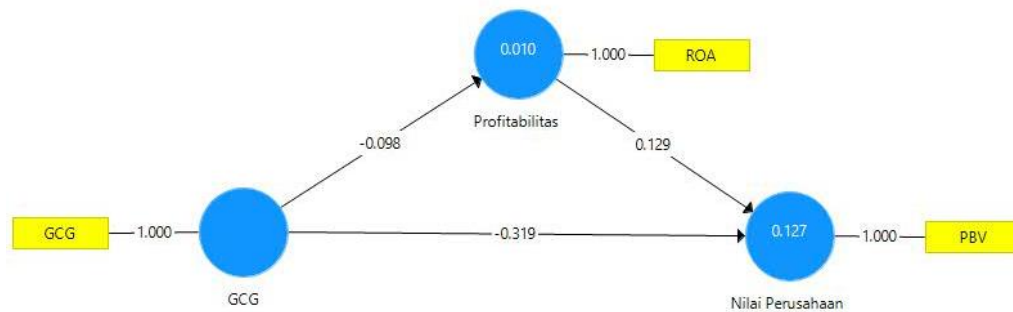 0.010
1.000
ROA
Profitabilitas
-0.098
0.129
GCG
1.000
-0.319
0.127
1.000
PBV
GCG
Nilai Perusahaan